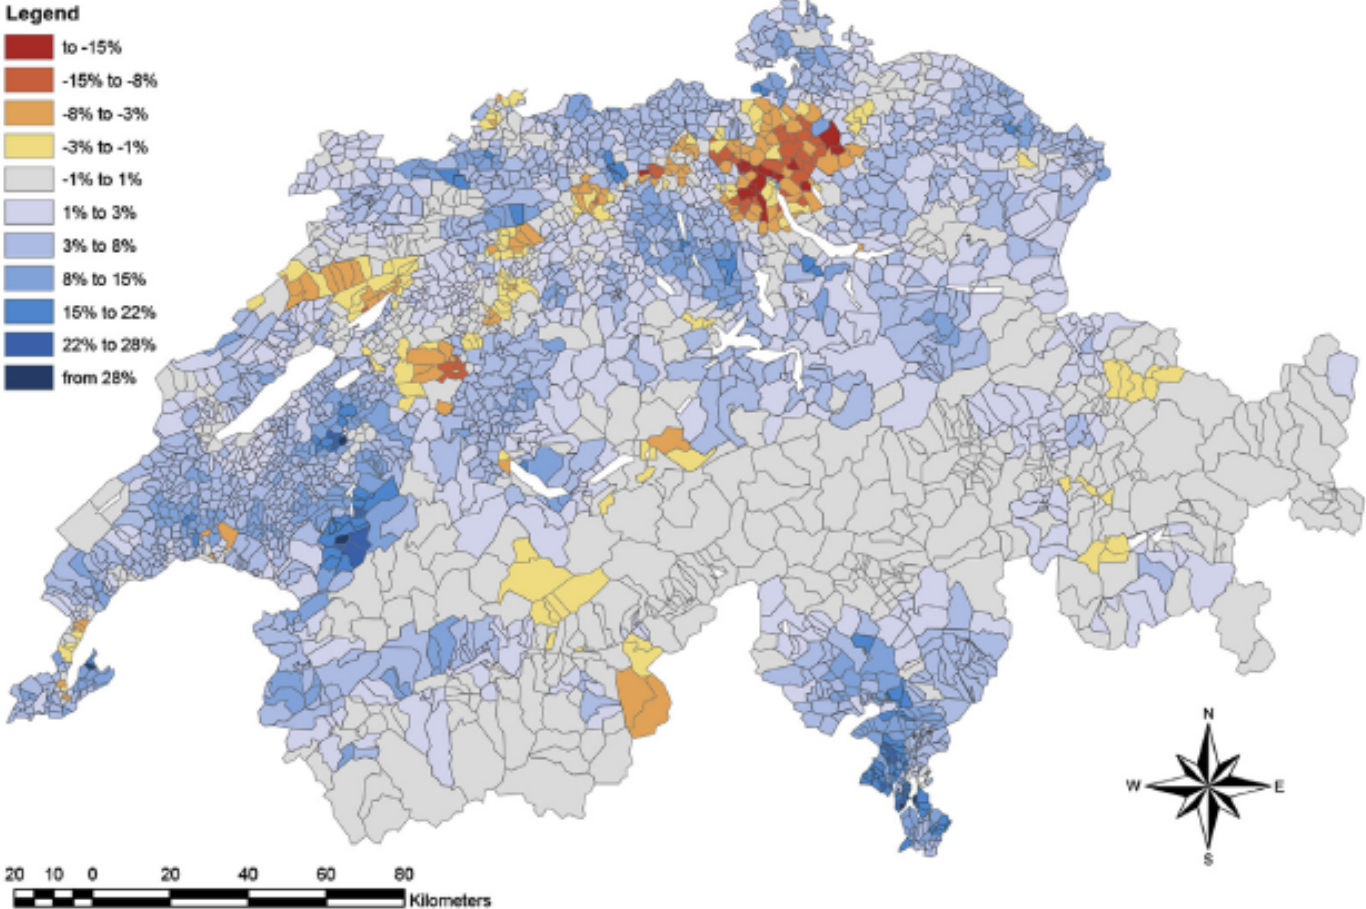 Legend
to -15%
-15% to -8%
-8% to -3%
-3% to -1%
-1% to 1%
1% to 3%
3% to 8%
8% to 15%
15% to 22%
22% to 28%
from 28%
N
W E
S
20 10 0 20 40 60 80
Kilometers